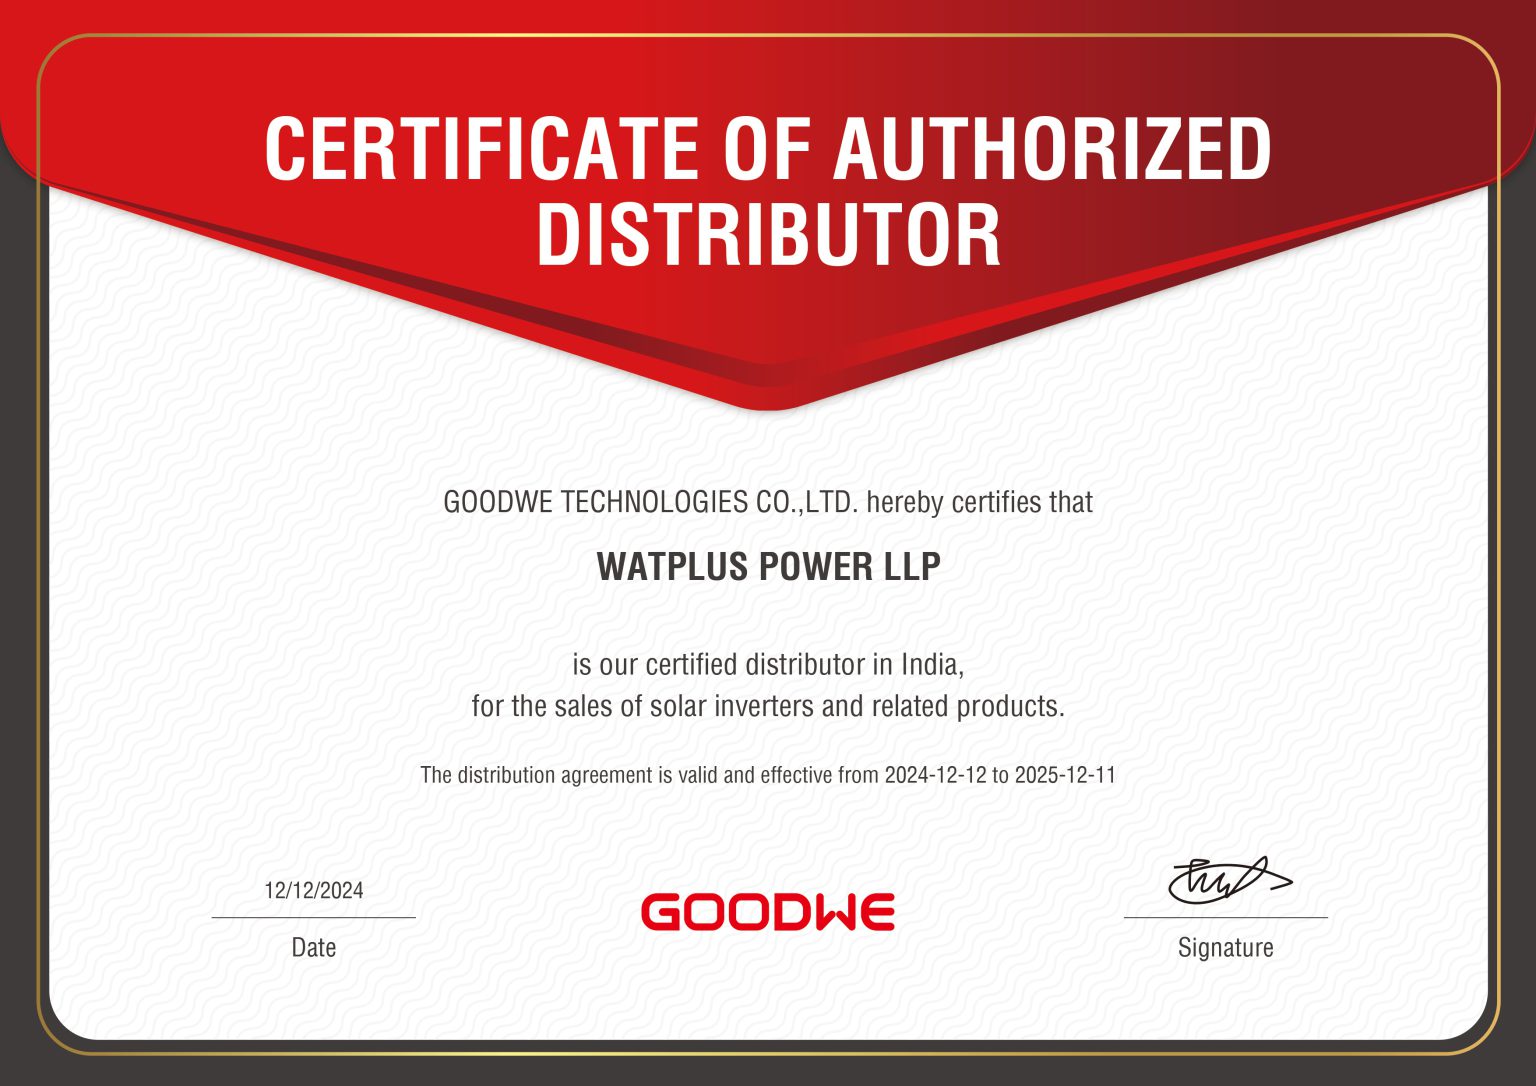 CERTIFICATE OF AUTHORIZED
DISTRIBUTOR
GOODWE TECHNOLOGIES CO.,LTD. hereby certifies that
WATPLUS POWER LLP
is our certified distributor in India,
for the sales of solar inverters and related products.
The distribution agreement is valid and effective from 2024-12-12 to 2025-12-11
12/12/2024
Date
GOODWE
Signature